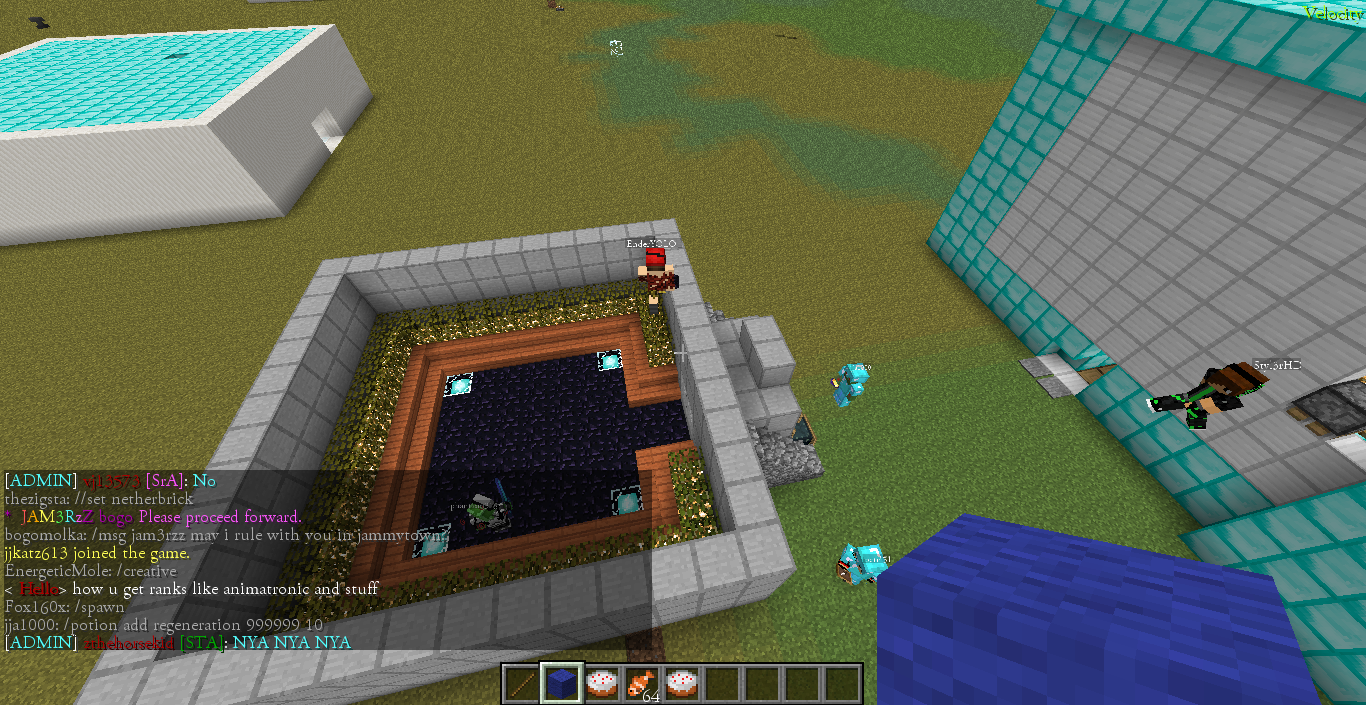 Velocity
EnderYOLO
Styl3rHD
[ADMIN] [SrA]: No
thezigsta: //set netherbrick
* JAM3RzZ bogo Please proceed forward.
bogomolka: /msg jam3rzz may i rule with you in jammytown?
jjkatz613 joined the game.
EnergeticMole: /creative
< Hello> how u get ranks like animatronic and stuff
Fox160x: /spawn
jja1000: /potion add regeneration 999999 10
[ADMIN] [STA]: NYA NYA NYA
64